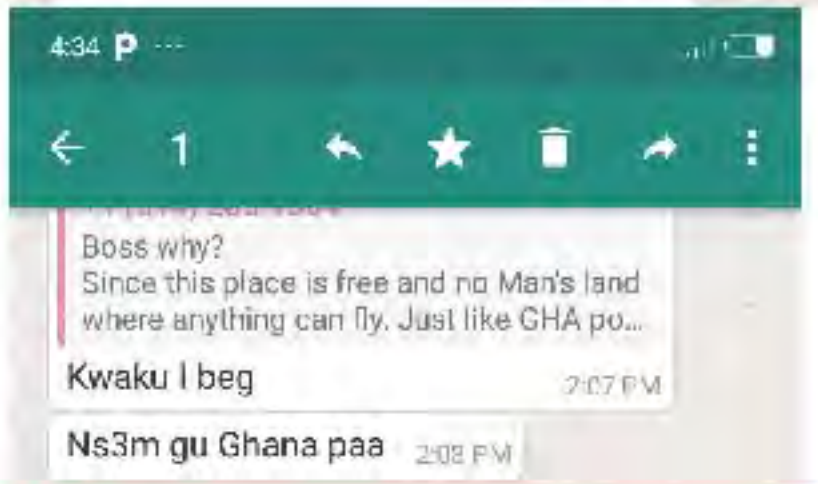 4:34 P ...
1
Boss why?
Since this place is free and no Man's land
where anything can fly. Just like GHA po...
Kwaku I beg
2:07 PM
Ns3m gu Ghana paa 2:08 PM